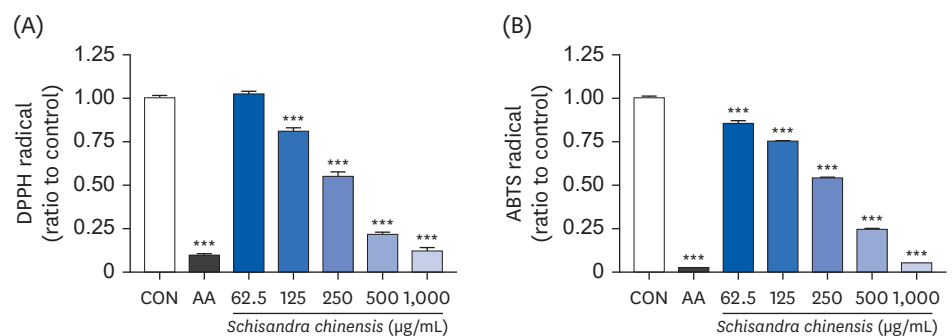 (A)
DPPH radical
(ratio to control)
1.25
1.00
0.75
0.50
0.25
0
***
***
***
***
***
CON AA 62.5 125 250 500 1,000
Schisandra chinensis (µg/mL)
(B)
ABTS radical
(ratio to control)
1.25
1.00
0.75
0.50
0.25
0
***
***
***
***
***
***
CON AA 62.5 125 250 500 1,000
Schisandra chinensis (µg/mL)